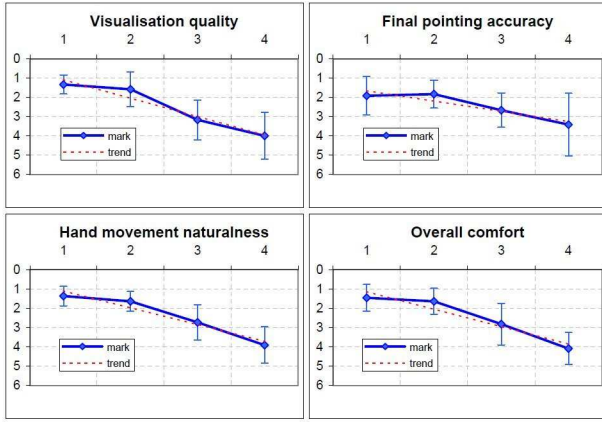 Visualisation quality
1 2 3 4
0
1
2
3
4
5
6
mark
trend
Final pointing accuracy
1 2 3 4
0
1
2
3
4
5
6
mark
trend
Hand movement naturalness
1 2 3 4
0
1
2
3
4
5
6
mark
trend
Overall comfort
1 2 3 4
0
1
2
3
4
5
6
mark
trend